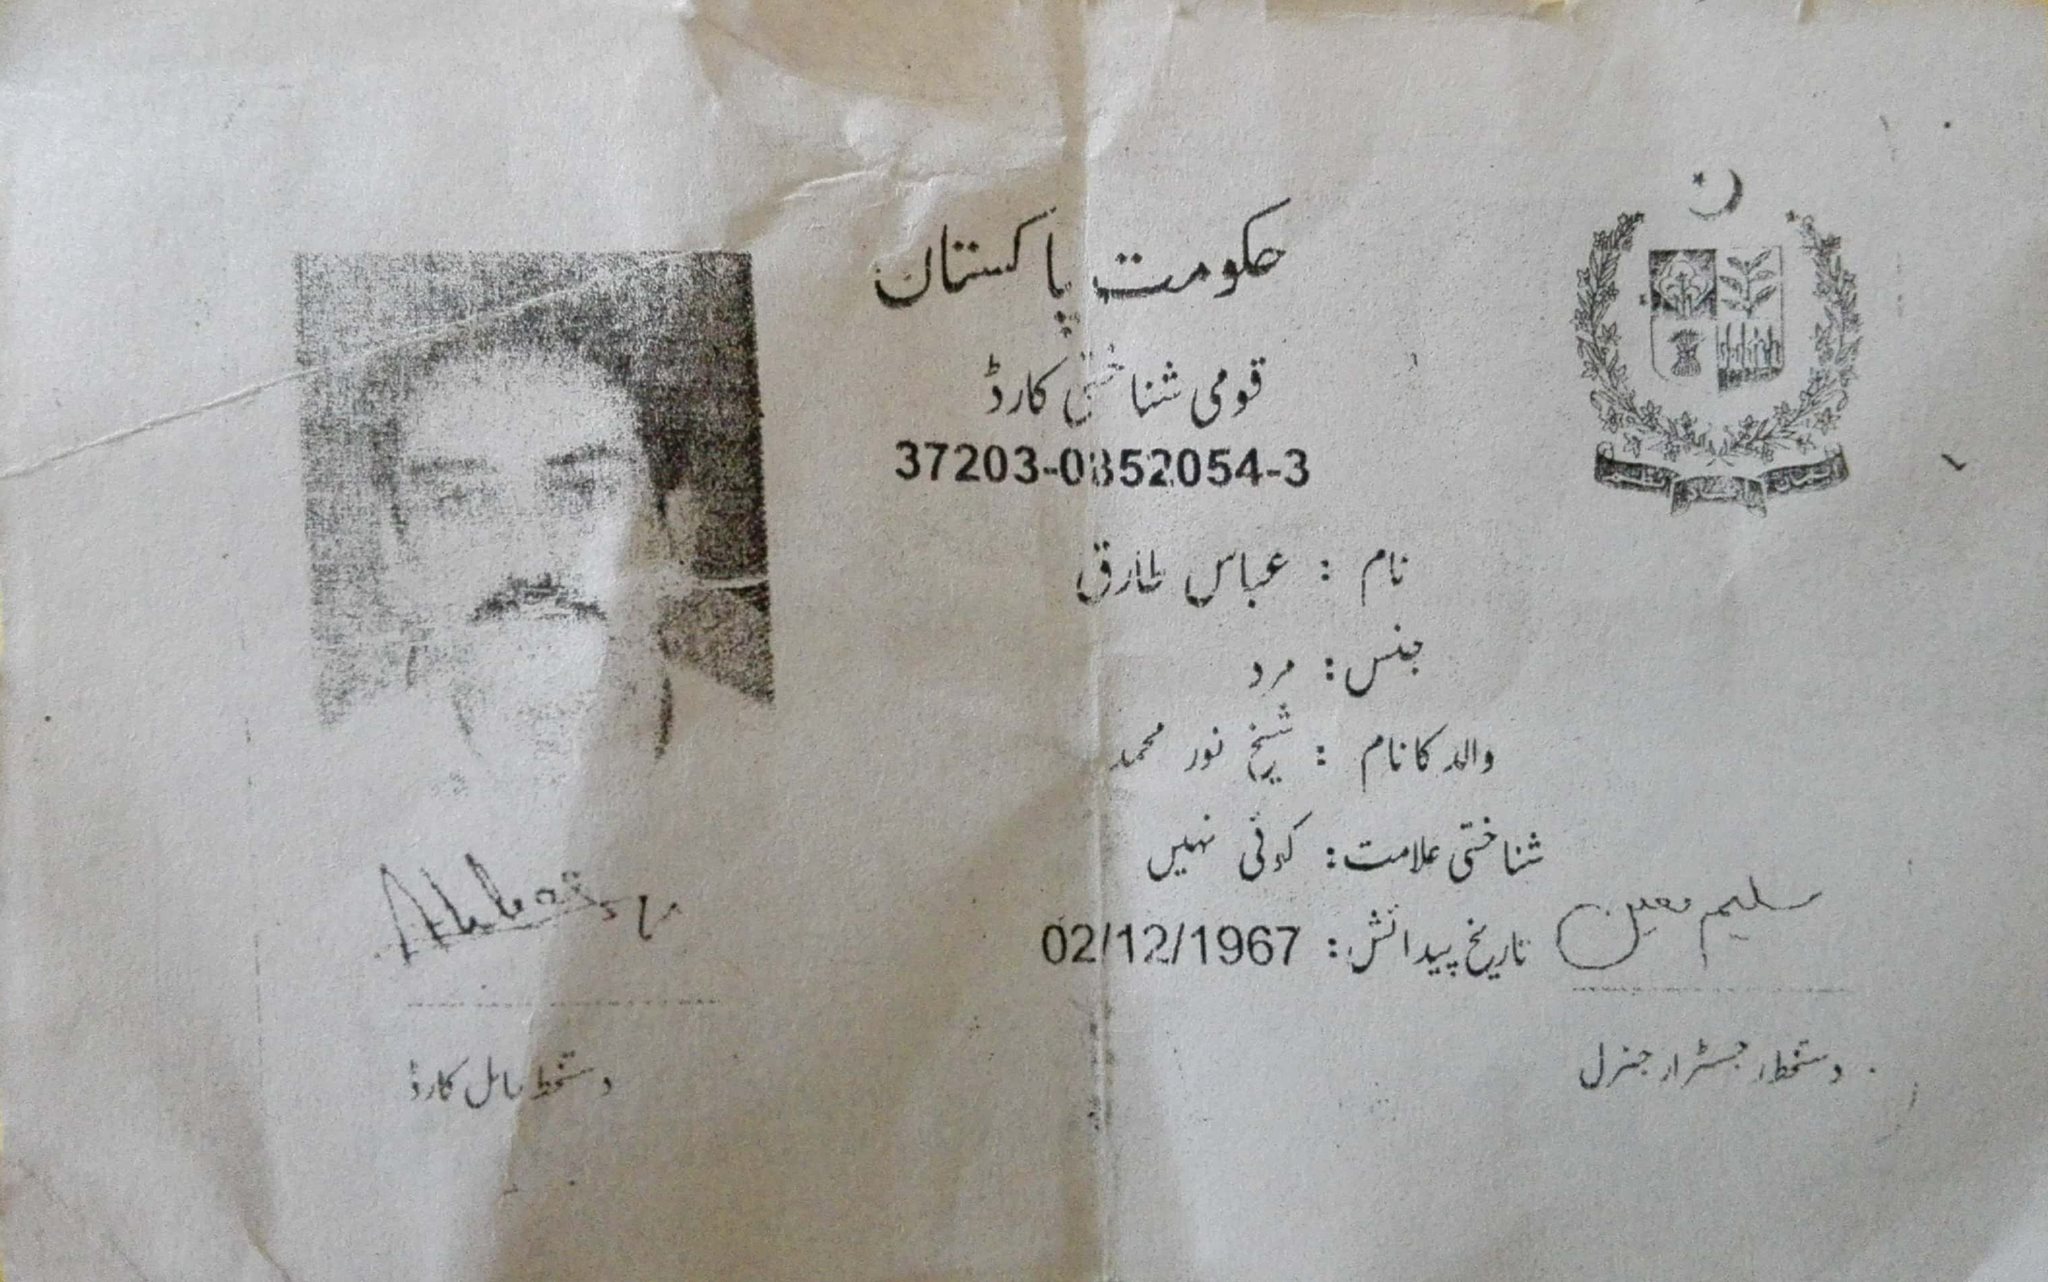 حکومت پاکستان
قومی شناختی کارڈ
37203-0852054-3
نام : عباس طارق
جنس: مرد
والد کا نام : شیخ نور محمد
شناختی علامت: کوئی نہیں
تاریخ پیدائش: 02/12/1967
سلیم معین
دستخط رجسٹرار جنرل
Abbas
دستخط حامل کارڈ